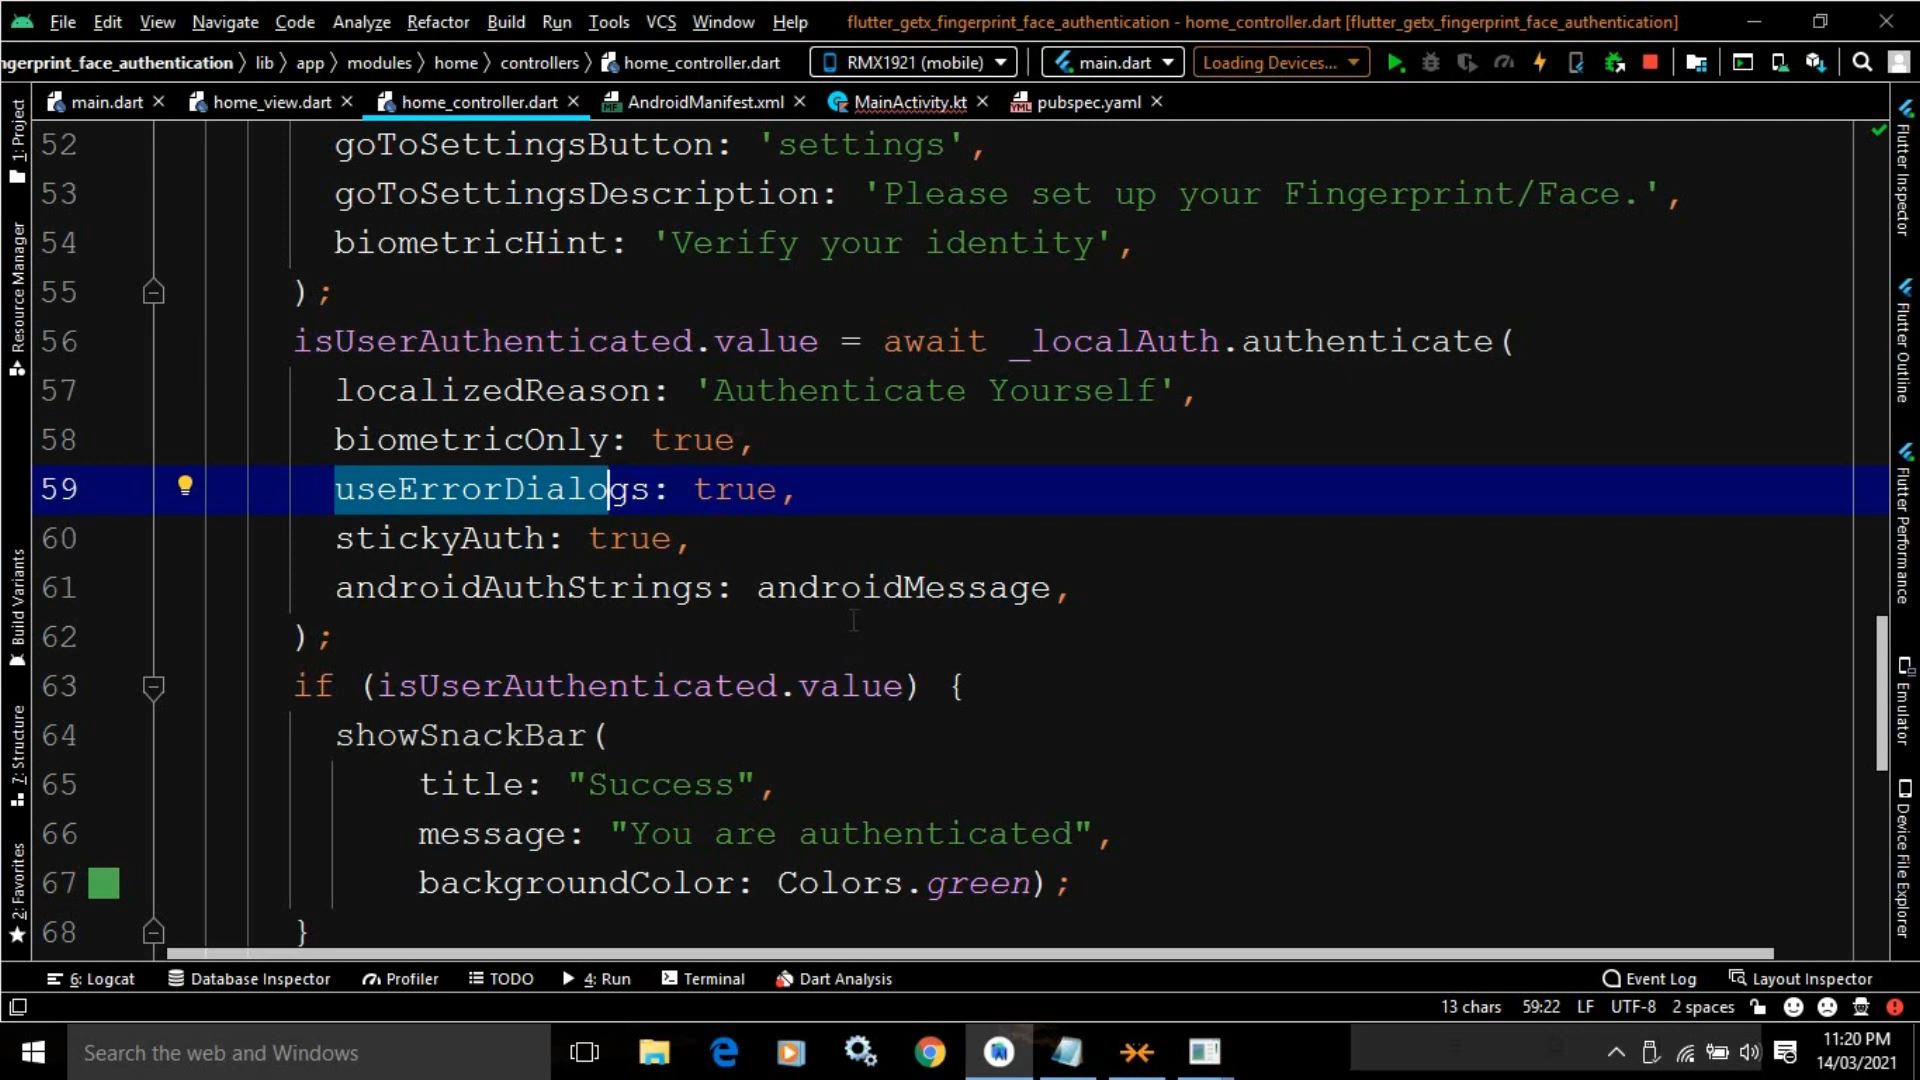 File Edit View Navigate Code Analyze Refactor Build Run Tools VCS Window Help flutter_getx_fingerprint_face_authentication - home_controller.dart [flutter_getx_fingerprint_face_authentication]
ngerprint_face_authentication lib app modules home controllers home_controller.dart RMX1921 (mobile) main.dart Loading Devices...
main.dart home_view.dart home_controller.dart AndroidManifest.xml MainActivity.kt pubspec.yaml
52 goToSettingsButton: 'settings',
53 goToSettingsDescription: 'Please set up your Fingerprint/Face.',
54 biometricHint: 'Verify your identity',
55 );
56 isUserAuthenticated.value = await _localAuth.authenticate(
57 localizedReason: 'Authenticate Yourself',
58 biometricOnly: true,
59 useErrorDialogs: true,
60 stickyAuth: true,
61 androidAuthStrings: androidMessage,
62 );
63 if (isUserAuthenticated.value) {
64 showSnackBar(
65 title: "Success",
66 message: "You are authenticated",
67 backgroundColor: Colors.green);
68 }
1: Project
Resource Manager
Build Variants
7: Structure
2: Favorites
Flutter Inspector
Flutter Outline
Flutter Performance
Emulator
Device File Explorer
6: Logcat Database Inspector Profiler TODO 4: Run Terminal Dart Analysis Event Log Layout Inspector
13 chars 59:22 LF UTF-8 2 spaces
Search the web and Windows
11:20 PM
14/03/2021